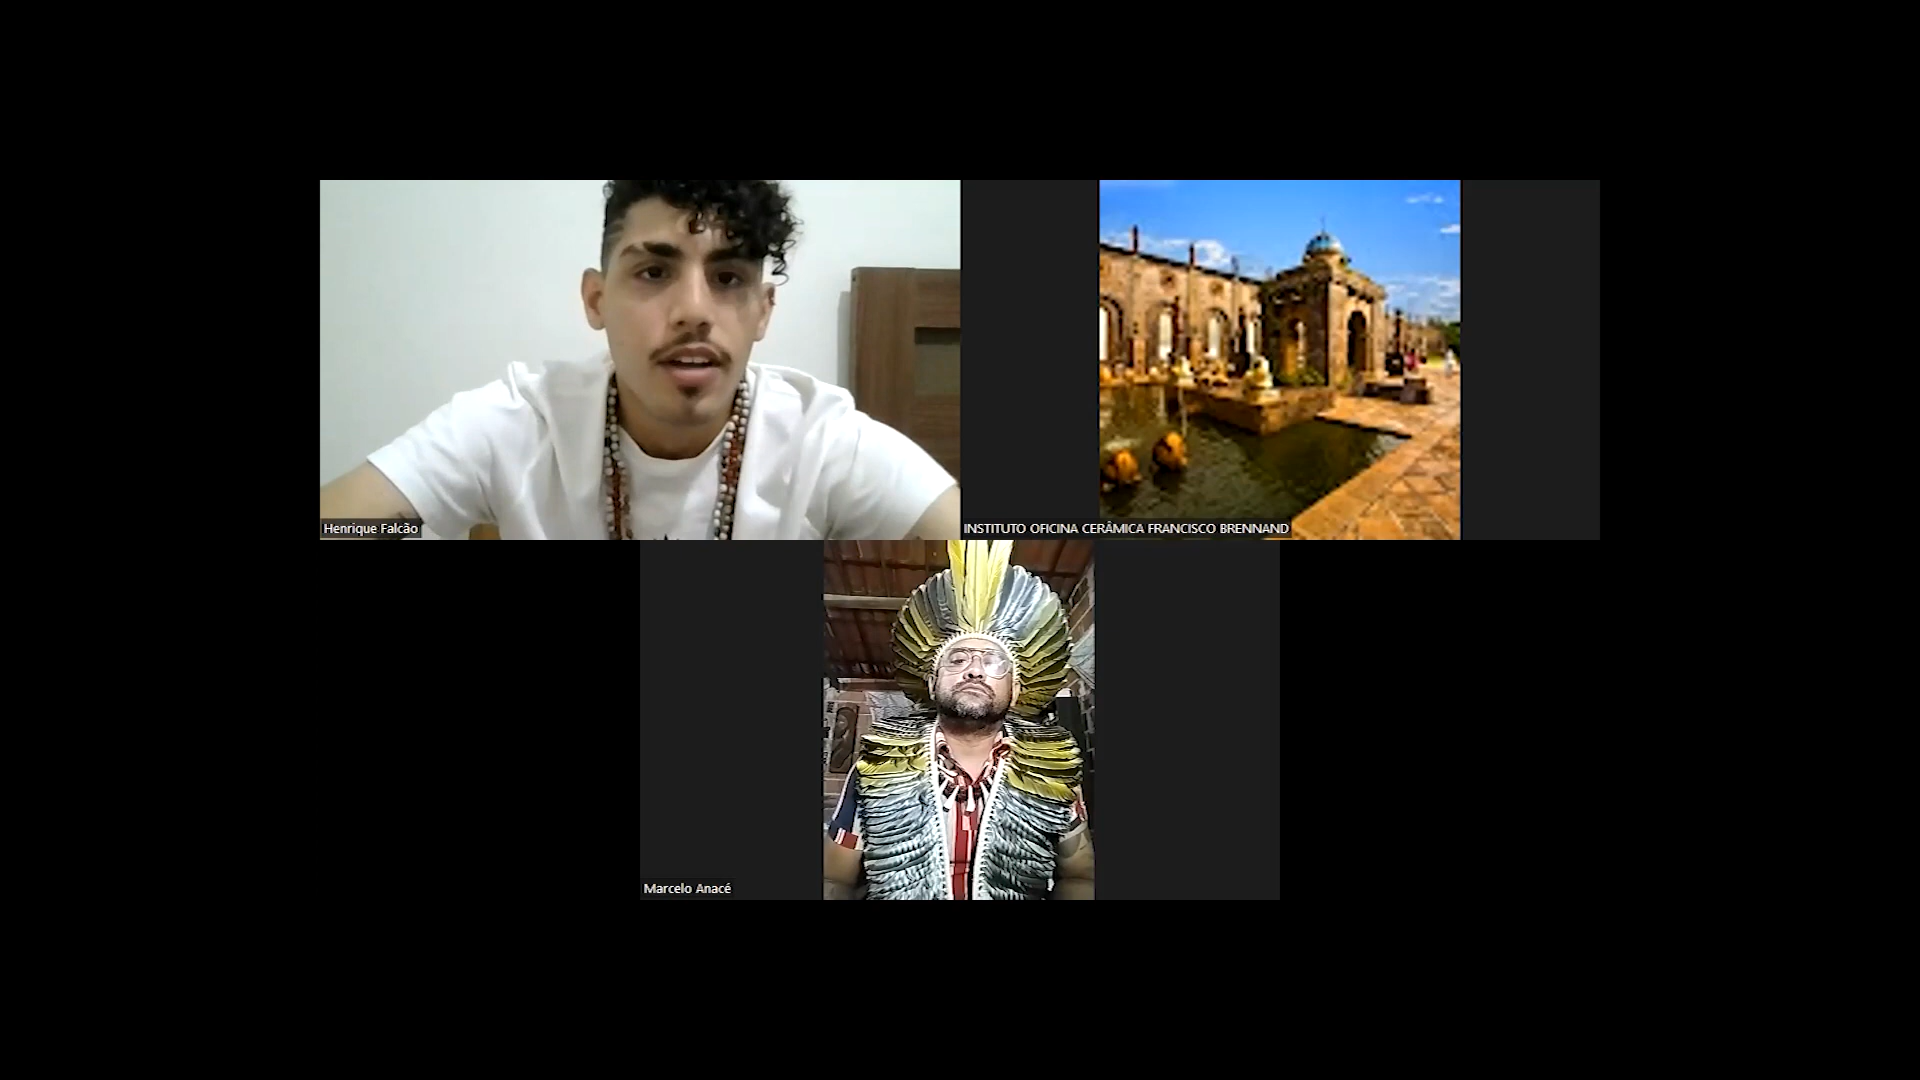 Henrique Falcão
INSTITUTO OFICINA CERÂMICA FRANCISCO BRENNAND
Marcelo Anacé